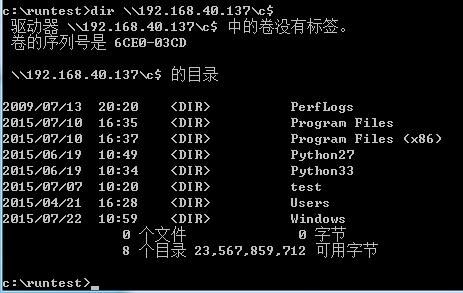 c:\runtest>dir \\192.168.40.137\c$
驱动器 \\192.168.40.137\c$ 中的卷没有标签。
卷的序列号是 6CE0-03CD
\\192.168.40.137\c$ 的目录
2009/07/13  20:20    <DIR>          PerfLogs
2015/07/10  16:35    <DIR>          Program Files
2015/07/10  16:37    <DIR>          Program Files (x86)
2015/06/19  10:49    <DIR>          Python27
2015/06/19  10:34    <DIR>          Python33
2015/07/07  10:20    <DIR>          test
2015/04/21  16:28    <DIR>          Users
2015/07/22  10:59    <DIR>          Windows
0 个文件              0 字节
8 个目录 23,567,859,712 可用字节
c:\runtest>